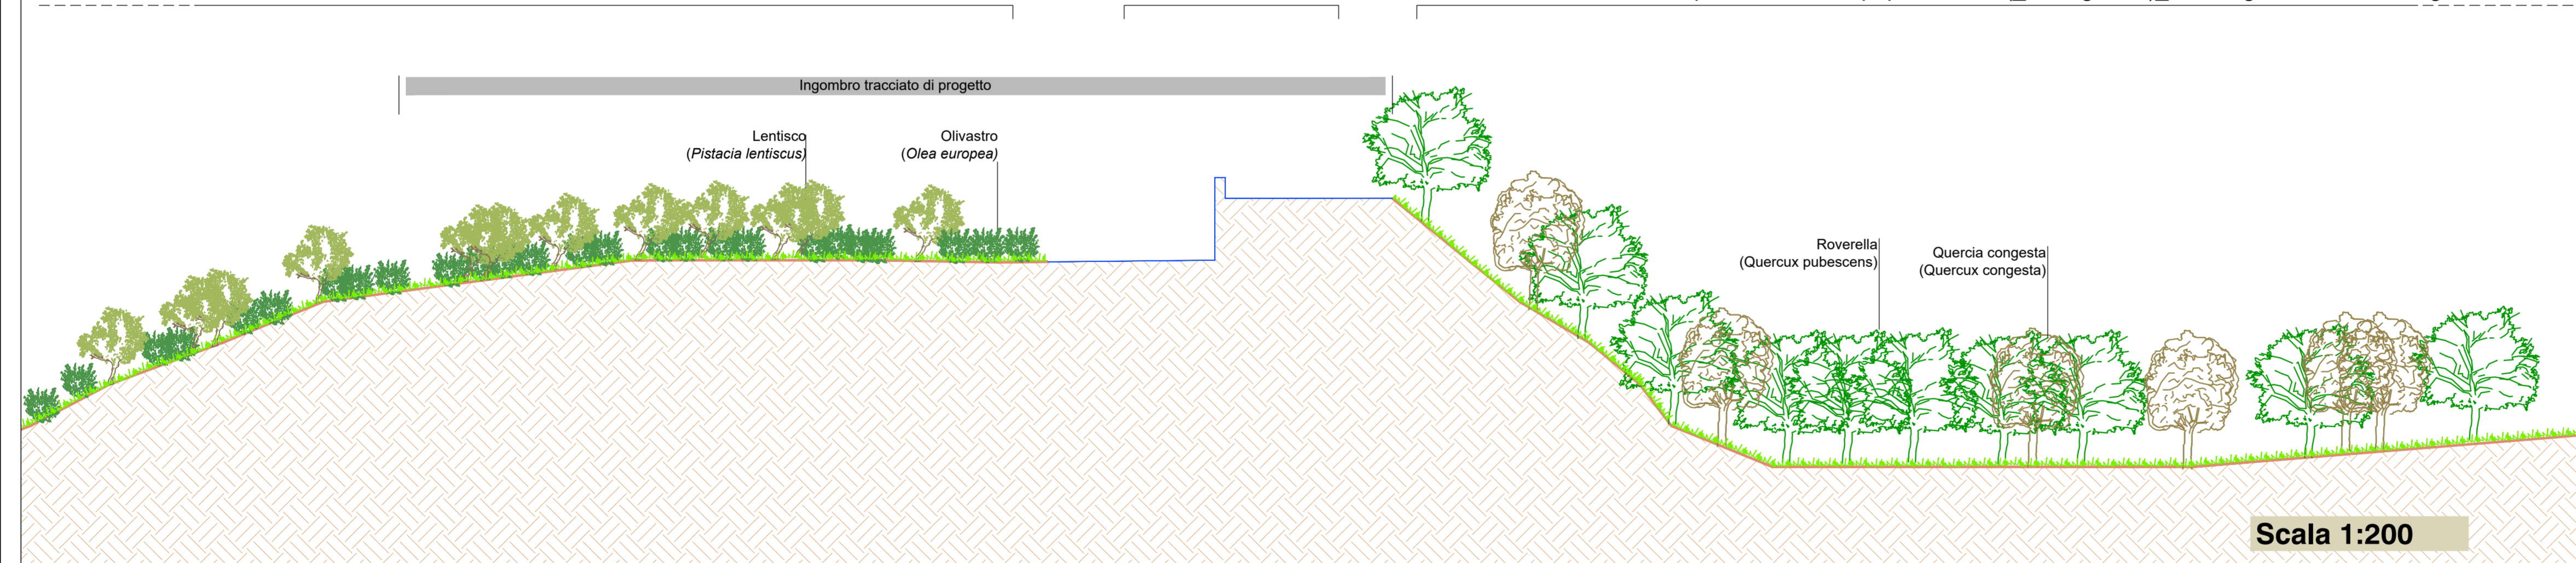 Ingombro tracciato di progetto
Lentisco
(Pistacia lentiscus)
Olivastro
(Olea europea)
Roverella
(Quercux pubescens)
Quercia congesta
(Quercux congesta)
Scala 1:200